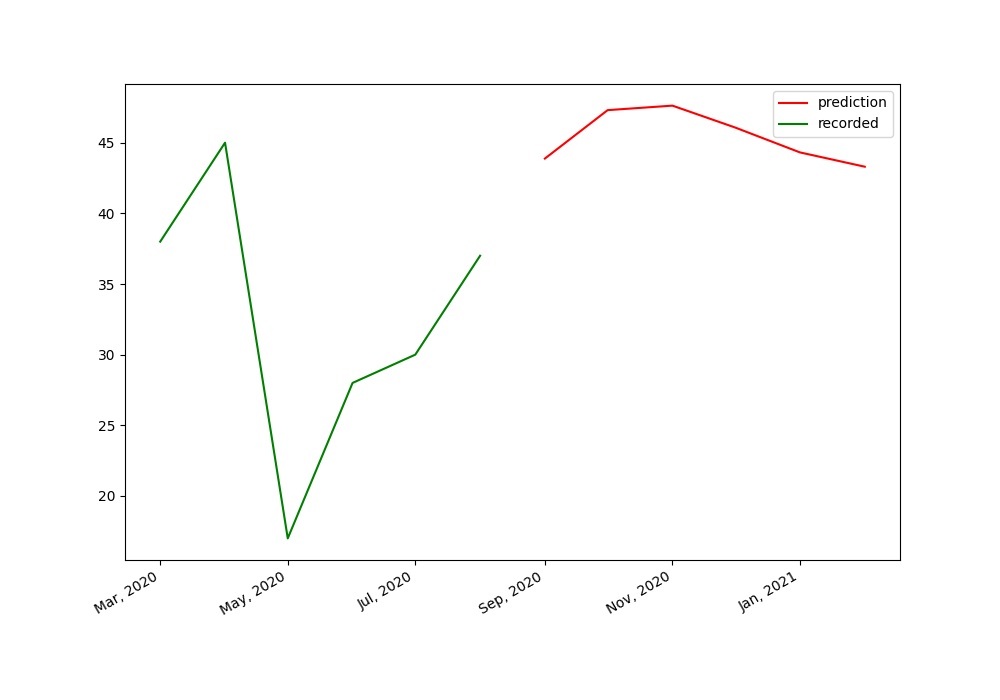 prediction
recorded
45
40
35
30
25
20
Mar, 2020
May, 2020
Jul, 2020
Sep, 2020
Nov, 2020
Jan, 2021